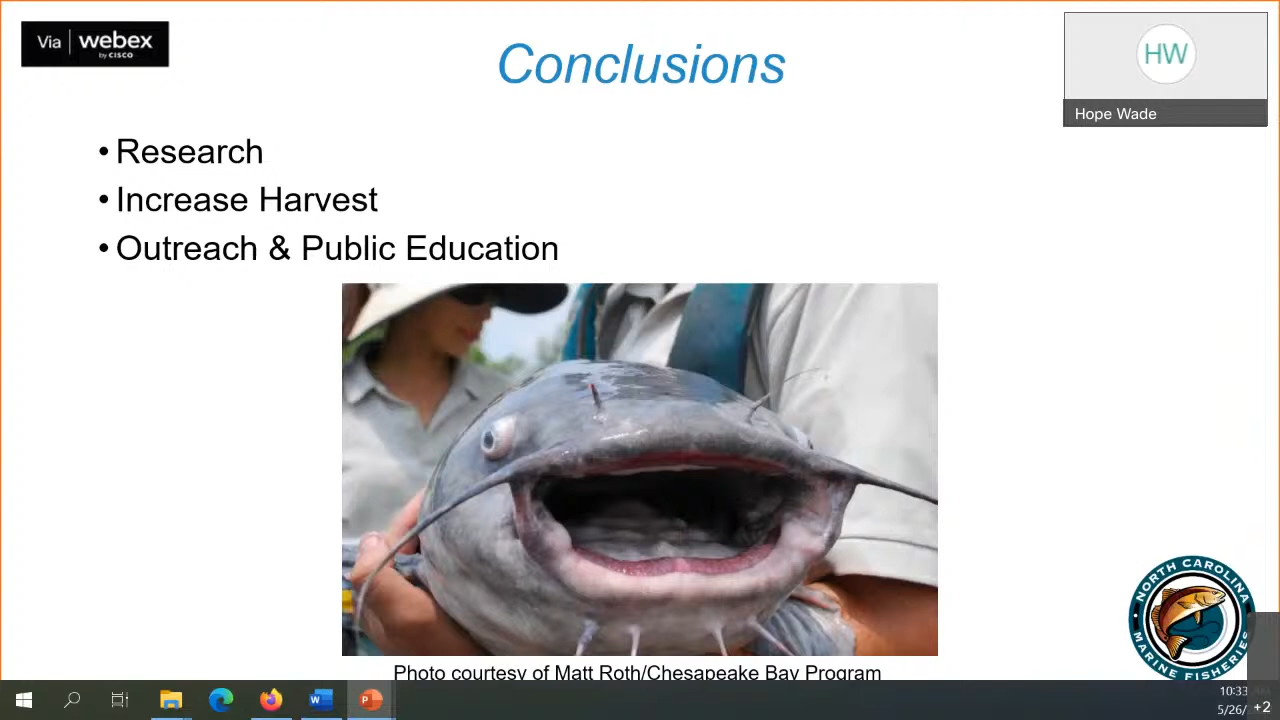 Via webex
by CISCO
Conclusions
HW
Hope Wade
• Research
• Increase Harvest
• Outreach & Public Education
NORTH CAROLINA
MARINE FISHERIES
Photo courtesy of Matt Roth/Chesapeake Bay Program
W
P
10:33
5/26/
+2